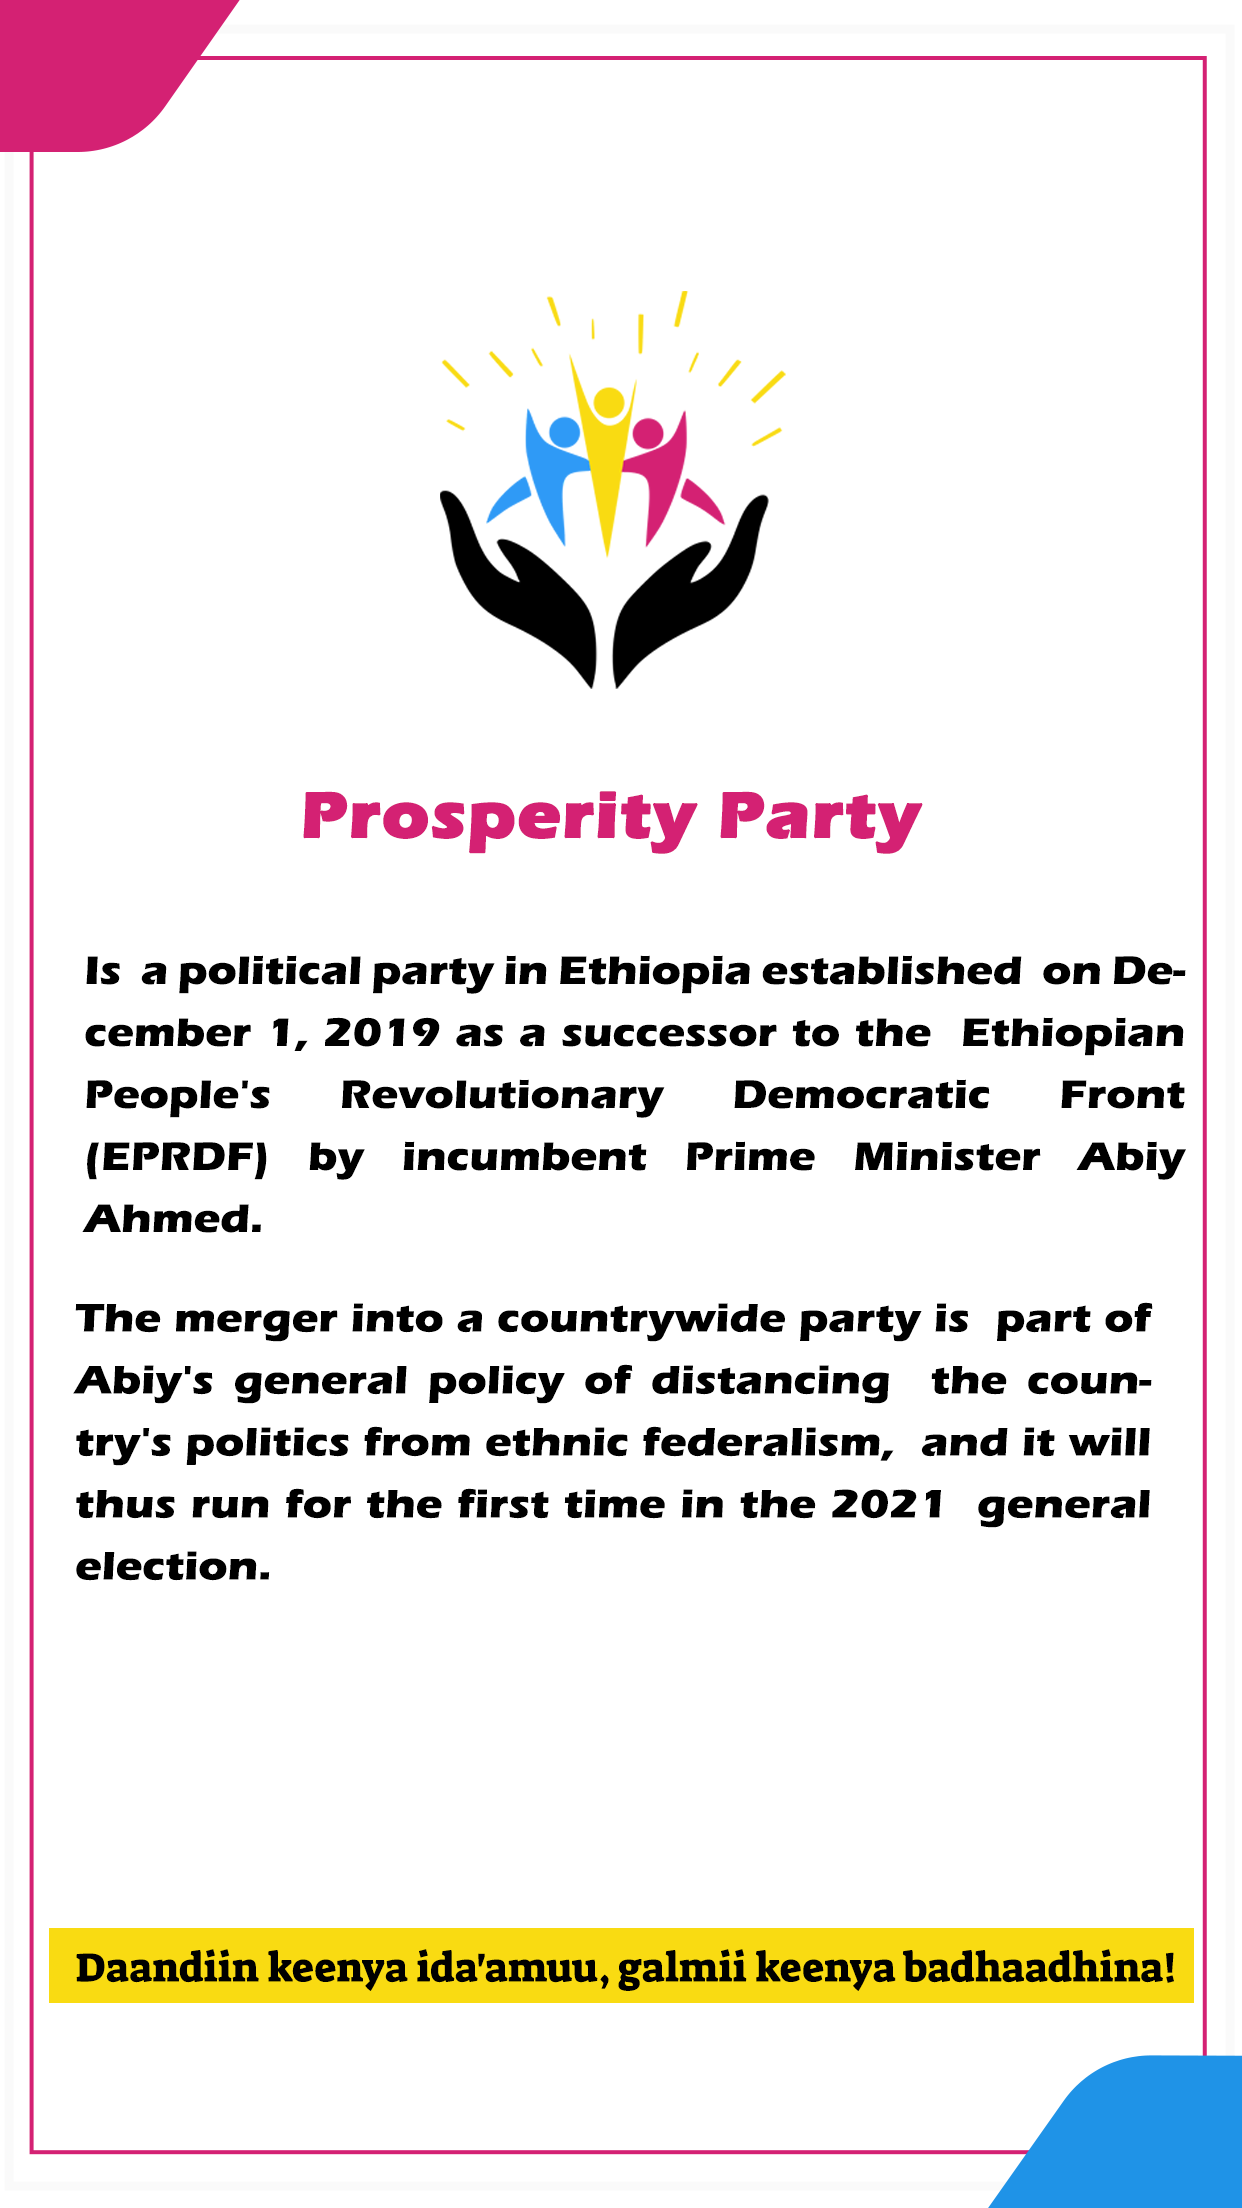 Prosperity Party
Is a political party in Ethiopia established on De-
cember 1, 2019 as a successor to the Ethiopian
People's Revolutionary Democratic Front
(EPRDF) by incumbent Prime Minister Abiy
Ahmed.
The merger into a countrywide party is part of
Abiy's general policy of distancing the coun-
try's politics from ethnic federalism, and it will
thus run for the first time in the 2021 general
election.
Daandiin keenya ida'amuu, galmii keenya badhaadhina!